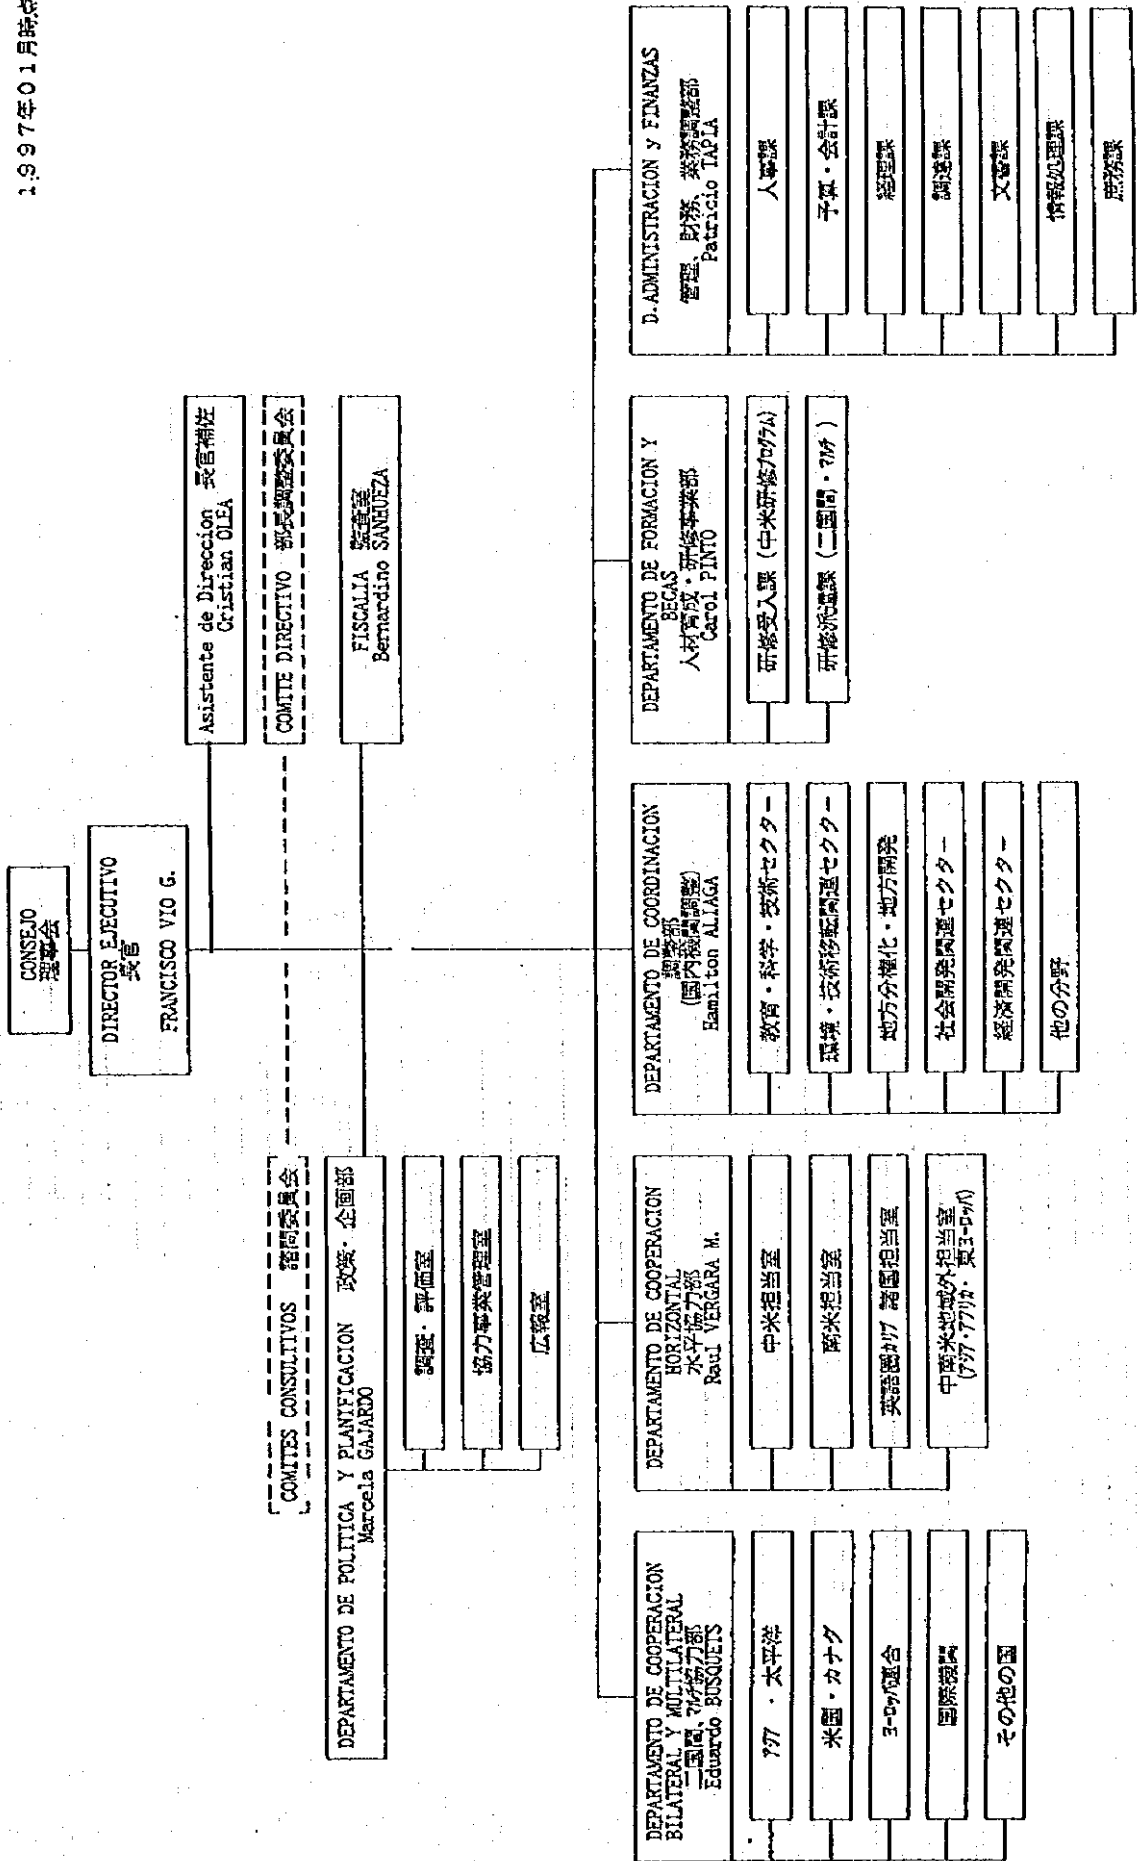 1997年01月時点
CONSEJO
理事会
DIRECTOR EJECUTIVO
長官
FRANCISCO VIO G.
Asistente de Direccion 長官補佐
Cristian OLEA
COMITES CONSULTIVOS 諮問委員会
COMITE DIRECTIVO 部長調整委員会
DEPARTAMENTO DE POLITICA Y PLANIFICACION 政策・企画部
Marcela GAJARDO
調査・評価室
協力事業管理室
広報室
FISCALIA 監査室
Bernardino SANHUEZA
DEPARTAMENTO DE COOPERACION
BILATERAL Y MULTILATERAL
二国間、マルチ協力部
Eduardo BUSQUETS
アジア・太平洋
米国・カナダ
ヨーロッパ連合
国際機関
その他の国
DEPARTAMENTO DE COOPERACION
HORIZONTAL
水平協力部
Raul VERGARA M.
中米担当室
南米担当室
英語圏カリブ諸国担当室
中南米地域外担当室
(アジア・アフリカ・東ヨーロッパ)
DEPARTAMENTO DE COORDINACION
調整部
(国内機関調整)
Hamilton ALIAGA
教育・科学・技術セクター
環境・技術移転関連セクター
地方分権化・地方開発
社会開発関連セクター
経済開発関連セクター
他の分野
DEPARTAMENTO DE FORMACION Y
BECAS
人材育成・研修事業部
Carol PINTO
研修受入課(中米研修プログラム)
研修派遣課(二国間・マルチ)
D.ADMINISTRACION y FINANZAS
管理、財務、業務調整部
Patricio TAPIA
人事課
予算・会計課
経理課
調達課
文書課
情報処理課
庶務課